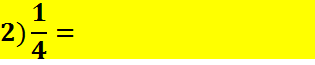 2) 1/4 =